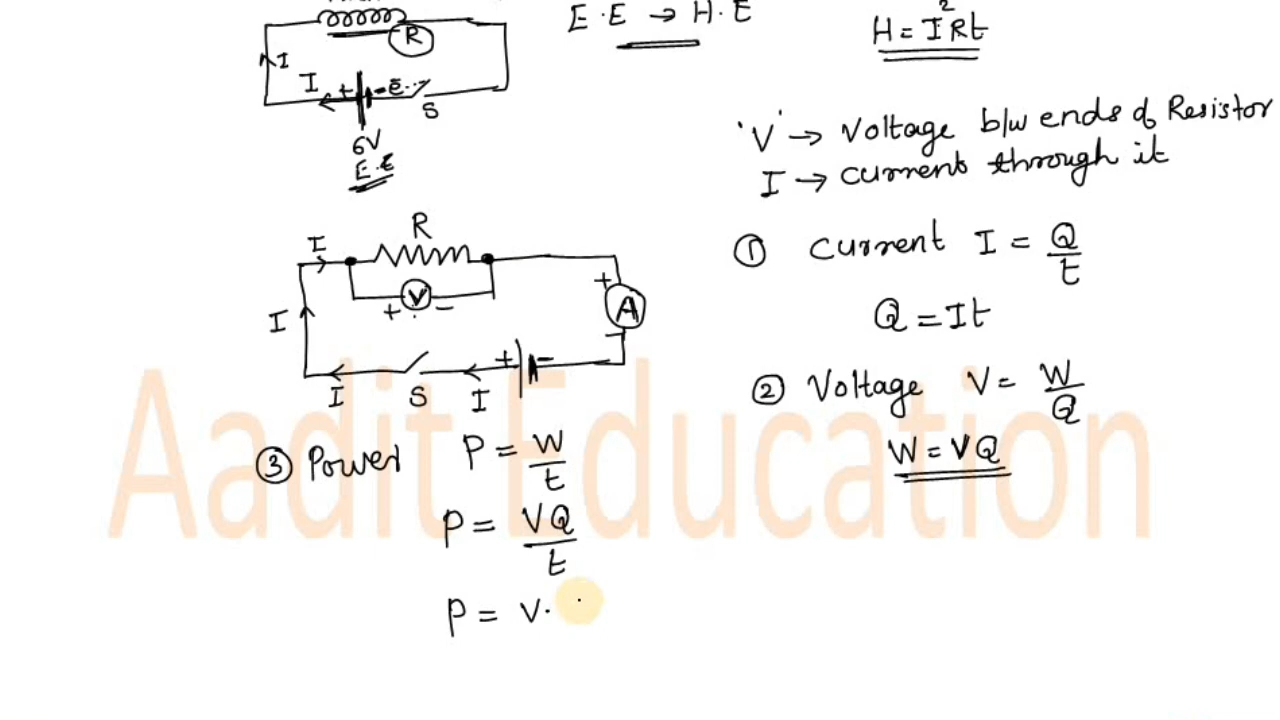 E.E → H.E
H = I²Rt
R
I
I
+
- e⁻..
S
6V
E.E
'V' → Voltage b/w ends of Resistor
I → current through it
① Current I = Q/t
Q = It
② Voltage V = W/Q
W = VQ
R
I
V
+ -
+
A
-
I
I
S
I
+ -
③ Power P = W/t
P = VQ/t
P = V.
Aadit Education